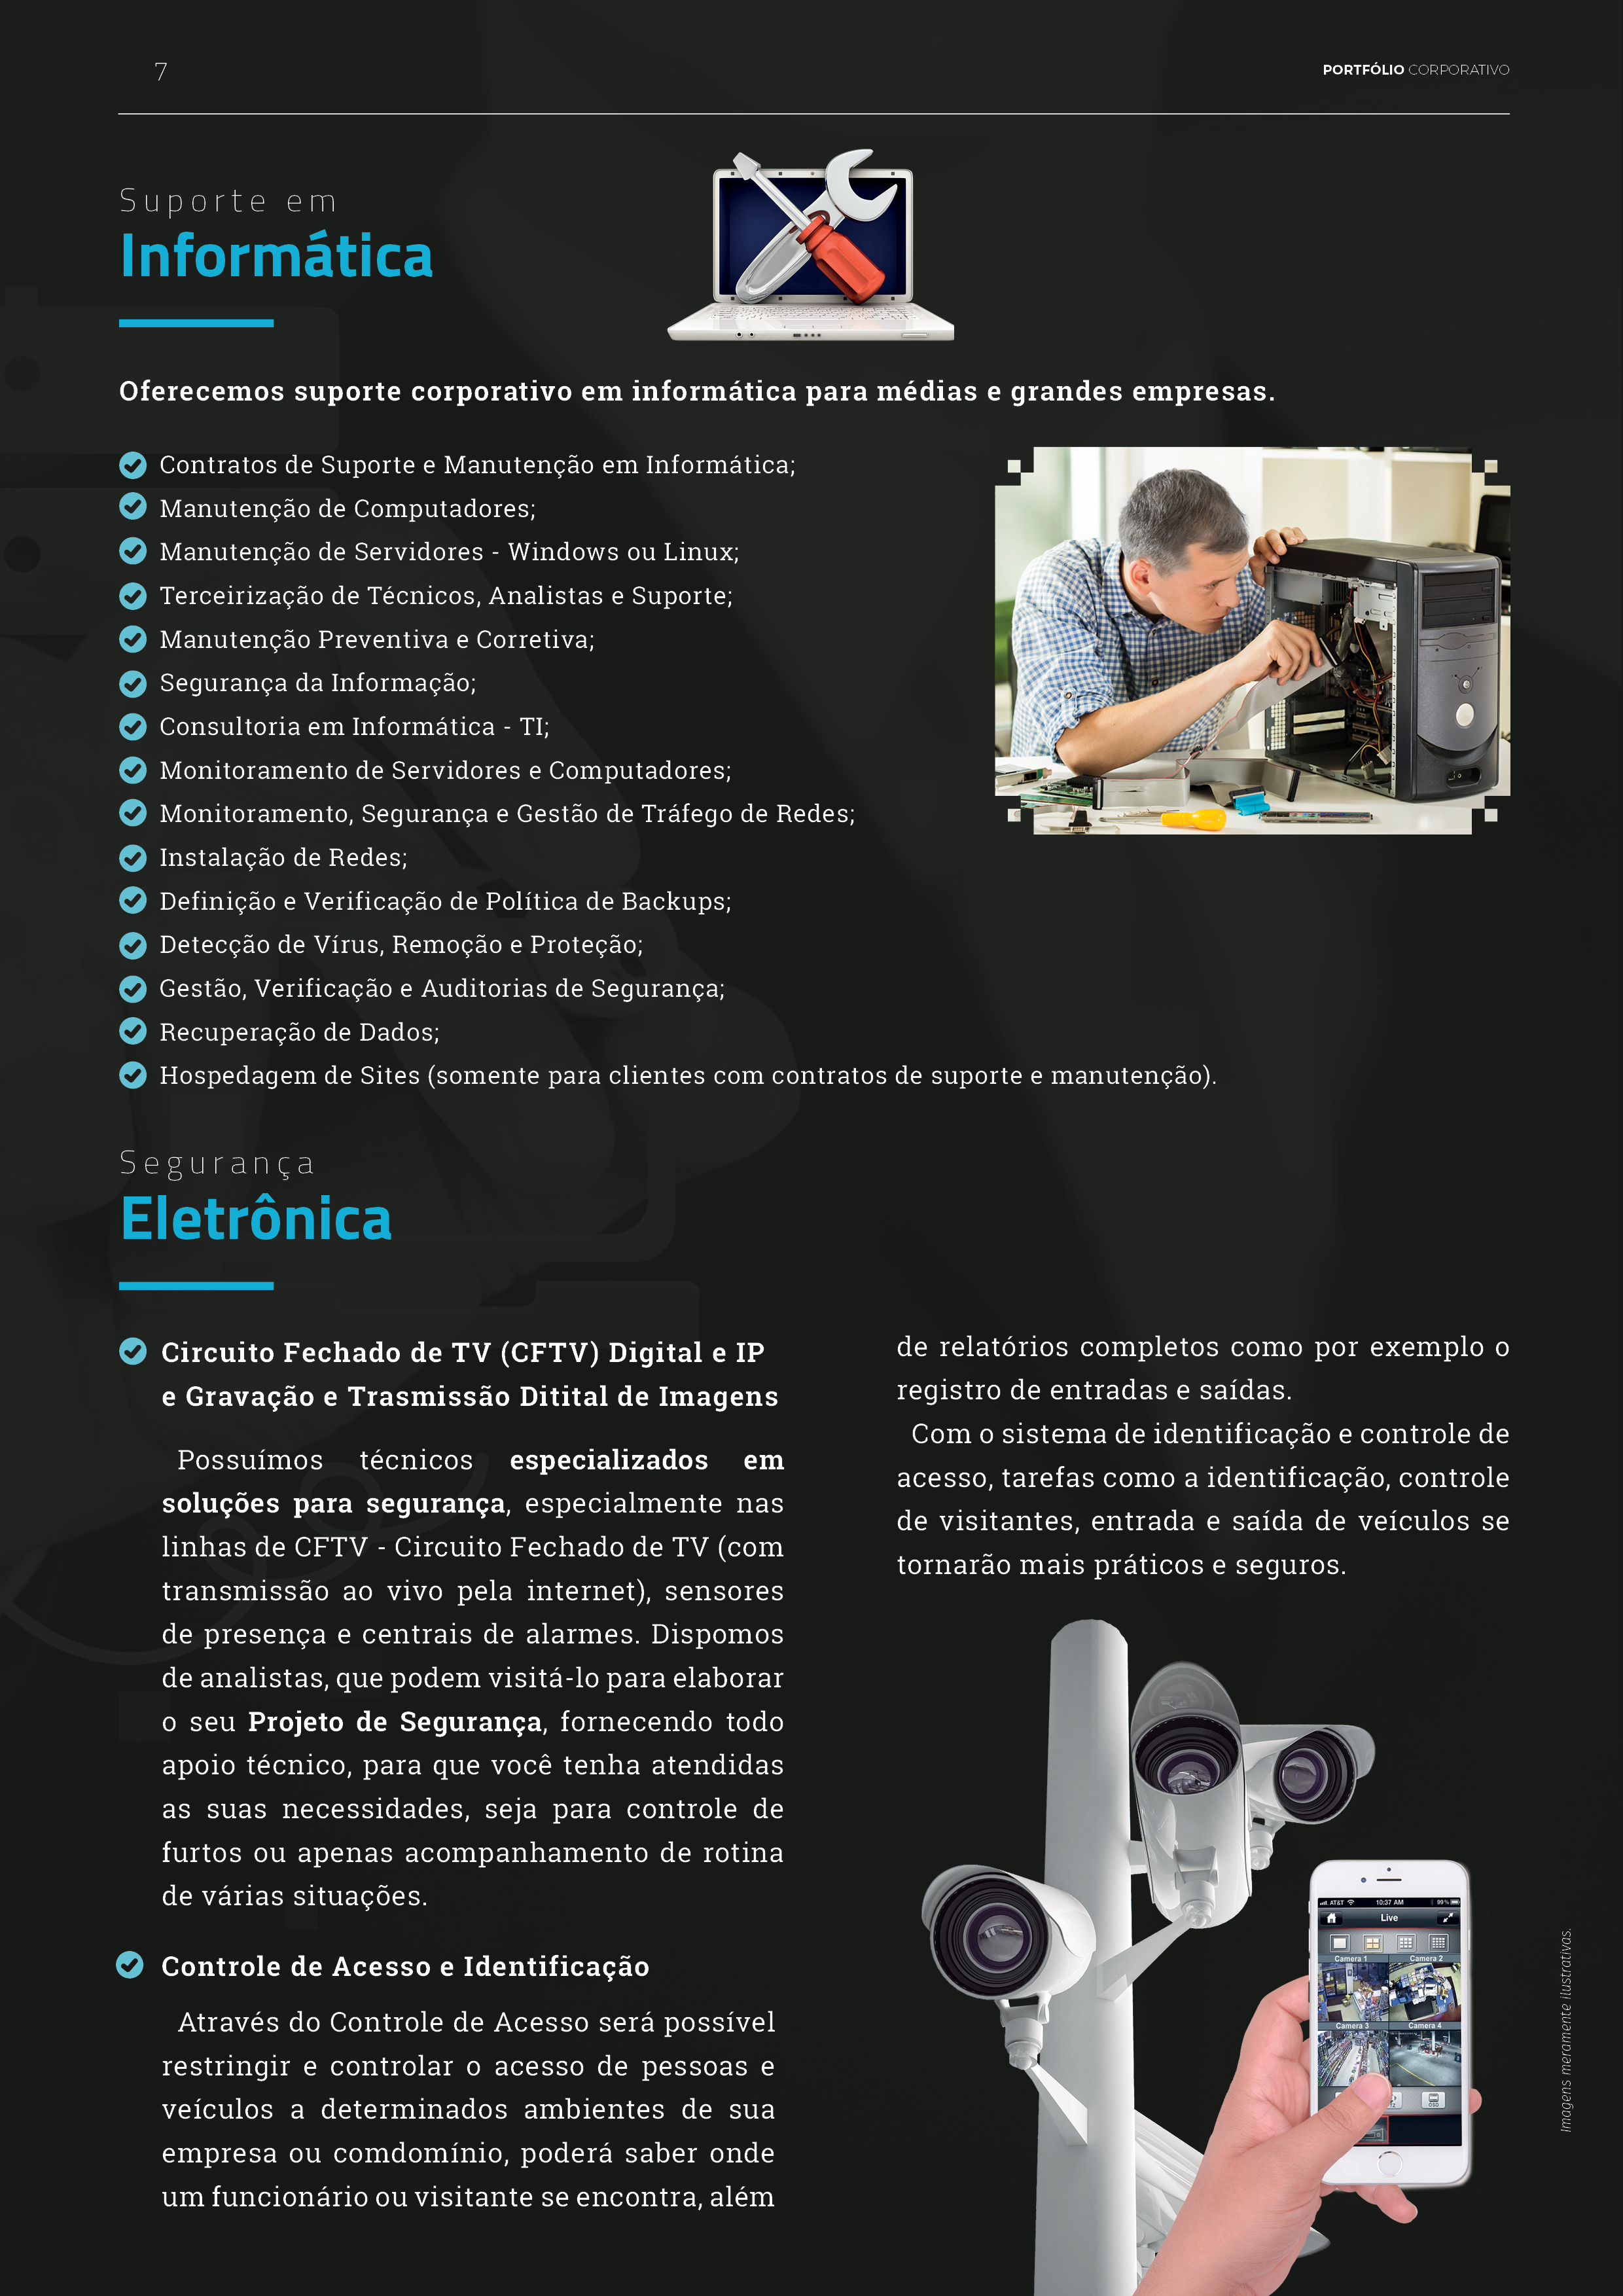 7
PORTFÓLIO CORPORATIVO
Suporte em
Informática
Oferecemos suporte corporativo em informática para médias e grandes empresas.
Contratos de Suporte e Manutenção em Informática;
Manutenção de Computadores;
Manutenção de Servidores - Windows ou Linux;
Terceirização de Técnicos, Analistas e Suporte;
Manutenção Preventiva e Corretiva;
Segurança da Informação;
Consultoria em Informática - TI;
Monitoramento de Servidores e Computadores;
Monitoramento, Segurança e Gestão de Tráfego de Redes;
Instalação de Redes;
Definição e Verificação de Política de Backups;
Detecção de Vírus, Remoção e Proteção;
Gestão, Verificação e Auditorias de Segurança;
Recuperação de Dados;
Hospedagem de Sites (somente para clientes com contratos de suporte e manutenção).
Segurança
Eletrônica
Circuito Fechado de TV (CFTV) Digital e IP
e Gravação e Trasmissão Ditital de Imagens
Possuímos técnicos especializados em
soluções para segurança, especialmente nas
linhas de CFTV - Circuito Fechado de TV (com
transmissão ao vivo pela internet), sensores
de presença e centrais de alarmes. Dispomos
de analistas, que podem visitá-lo para elaborar
o seu Projeto de Segurança, fornecendo todo
apoio técnico, para que você tenha atendidas
as suas necessidades, seja para controle de
furtos ou apenas acompanhamento de rotina
de várias situações.
Controle de Acesso e Identificação
Através do Controle de Acesso será possível
restringir e controlar o acesso de pessoas e
veículos a determinados ambientes de sua
empresa ou comdomínio, poderá saber onde
um funcionário ou visitante se encontra, além
de relatórios completos como por exemplo o
registro de entradas e saídas.
Com o sistema de identificação e controle de
acesso, tarefas como a identificação, controle
de visitantes, entrada e saída de veículos se
tornarão mais práticos e seguros.
AT&T 10:37 AM 99%
Live
Camera 1 Camera 2
Camera 3 Camera 4
OSD
Imagens meramente ilustrativas.